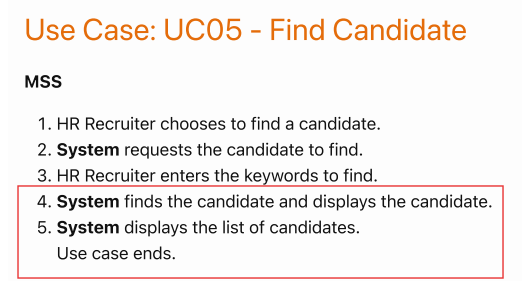 Use Case: UC05 - Find Candidate
MSS
1. HR Recruiter chooses to find a candidate.
2. System requests the candidate to find.
3. HR Recruiter enters the keywords to find.
4. System finds the candidate and displays the candidate.
5. System displays the list of candidates.
Use case ends.